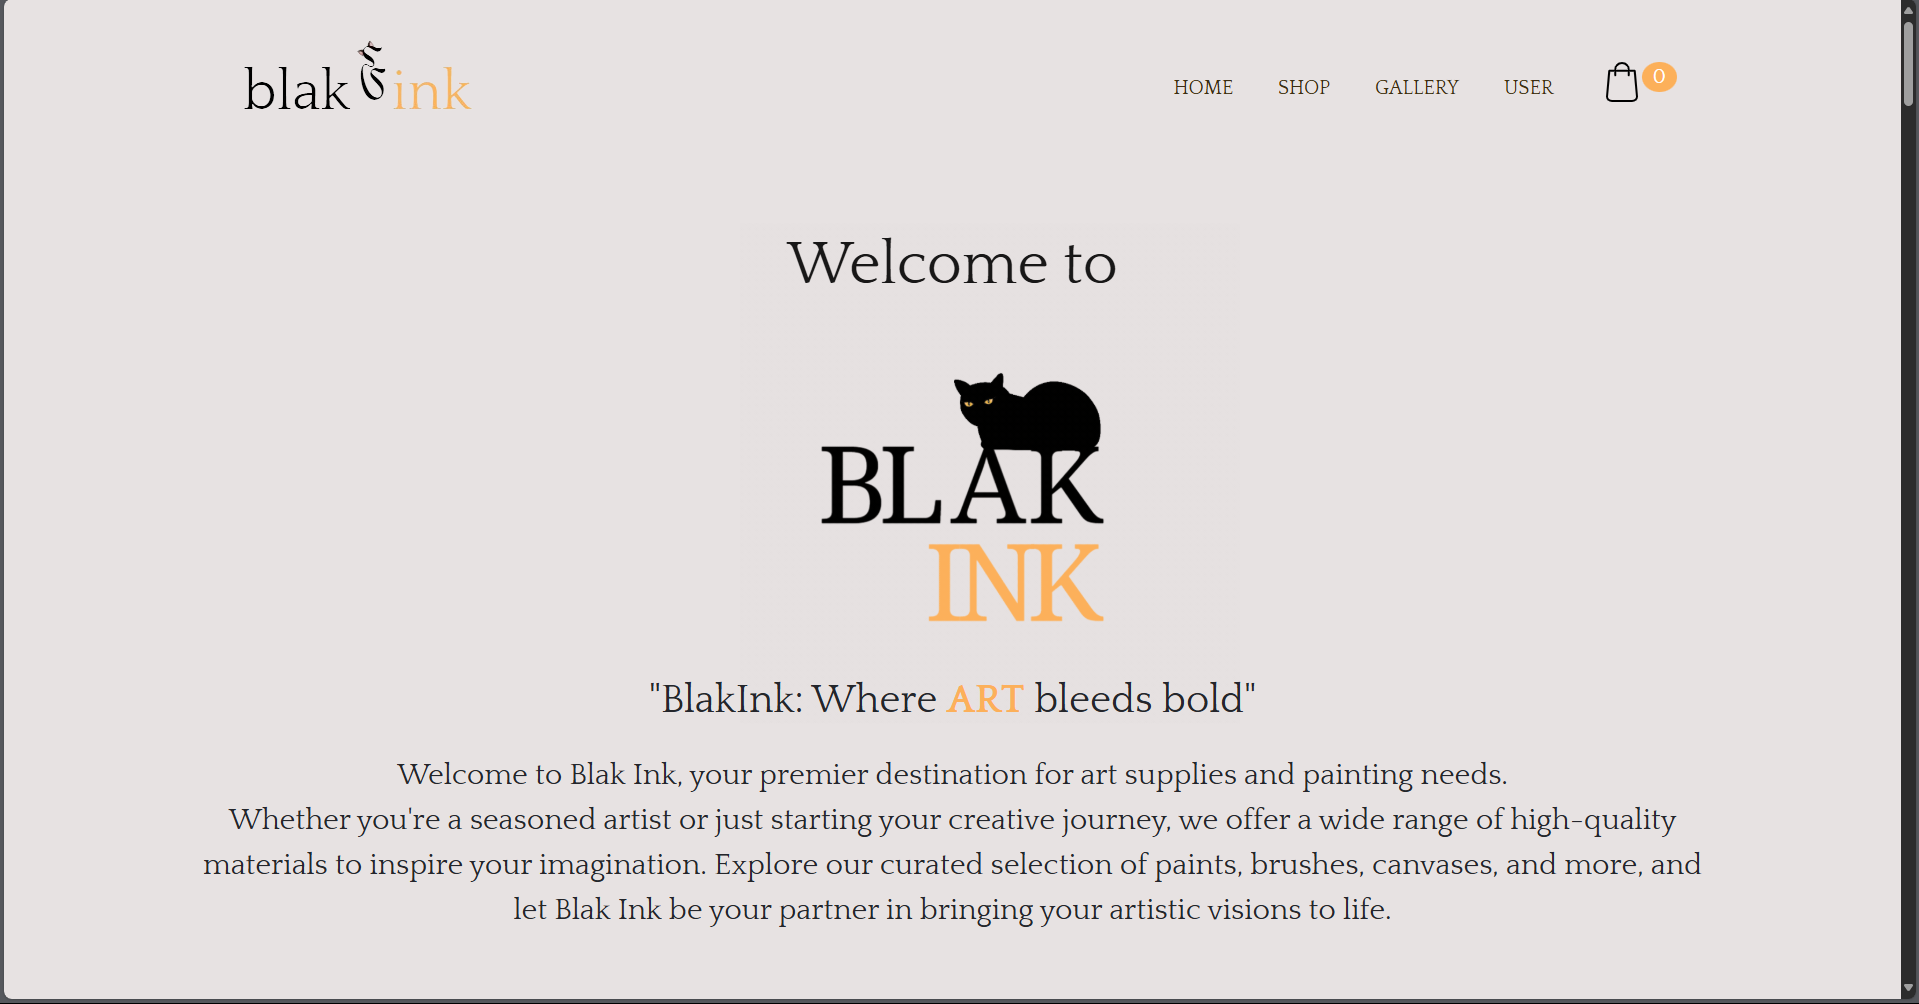 blak ink
HOME SHOP GALLERY USER 0
Welcome to
BLAK
INK
"BlakInk: Where ART bleeds bold"
Welcome to Blak Ink, your premier destination for art supplies and painting needs.
Whether you're a seasoned artist or just starting your creative journey, we offer a wide range of high-quality
materials to inspire your imagination. Explore our curated selection of paints, brushes, canvases, and more, and
let Blak Ink be your partner in bringing your artistic visions to life.